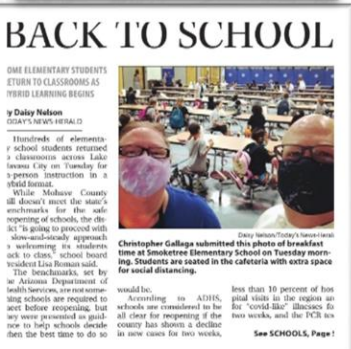 BACK TO SCHOOL
OME ELEMENTARY STUDENTS
ETURN TO CLASSROOMS AS
YBRID LEARNING BEGINS
y Daisy Nelson
ODAY'S NEWS-HERALD
Hundreds of elementa-
y school students returned
o classrooms across Lake
avasu City on Tuesday for
in-person instruction in a
ybrid format.
While Mohave County
ill doesn't meet the state's
enchmarks for the safe
eopening of schools, the dis-
ict "is going to proceed with
slow-and-steady approach
o welcoming its students
ack to class," school board
resident Lisa Roman said.
The benchmarks, set by
e Arizona Department of
ealth Services, are not some-
hing schools are required to
eet before reopening, but
ey were presented as guid-
nce to help schools decide
hen the best time to do so
would be.
According to ADHS,
schools are considered to be
all clear for reopening if the
county has shown a decline
in new cases for two weeks,
Daisy Nelson/Today's News-Heral
Christopher Gallaga submitted this photo of breakfast
time at Smoketree Elementary School on Tuesday morn-
ing. Students are seated in the cafeteria with extra space
for social distancing.
less than 10 percent of hos
pital visits in the region ar
for "covid-like" illnesses fo
two weeks, and the PCR tes
See SCHOOLS, Page